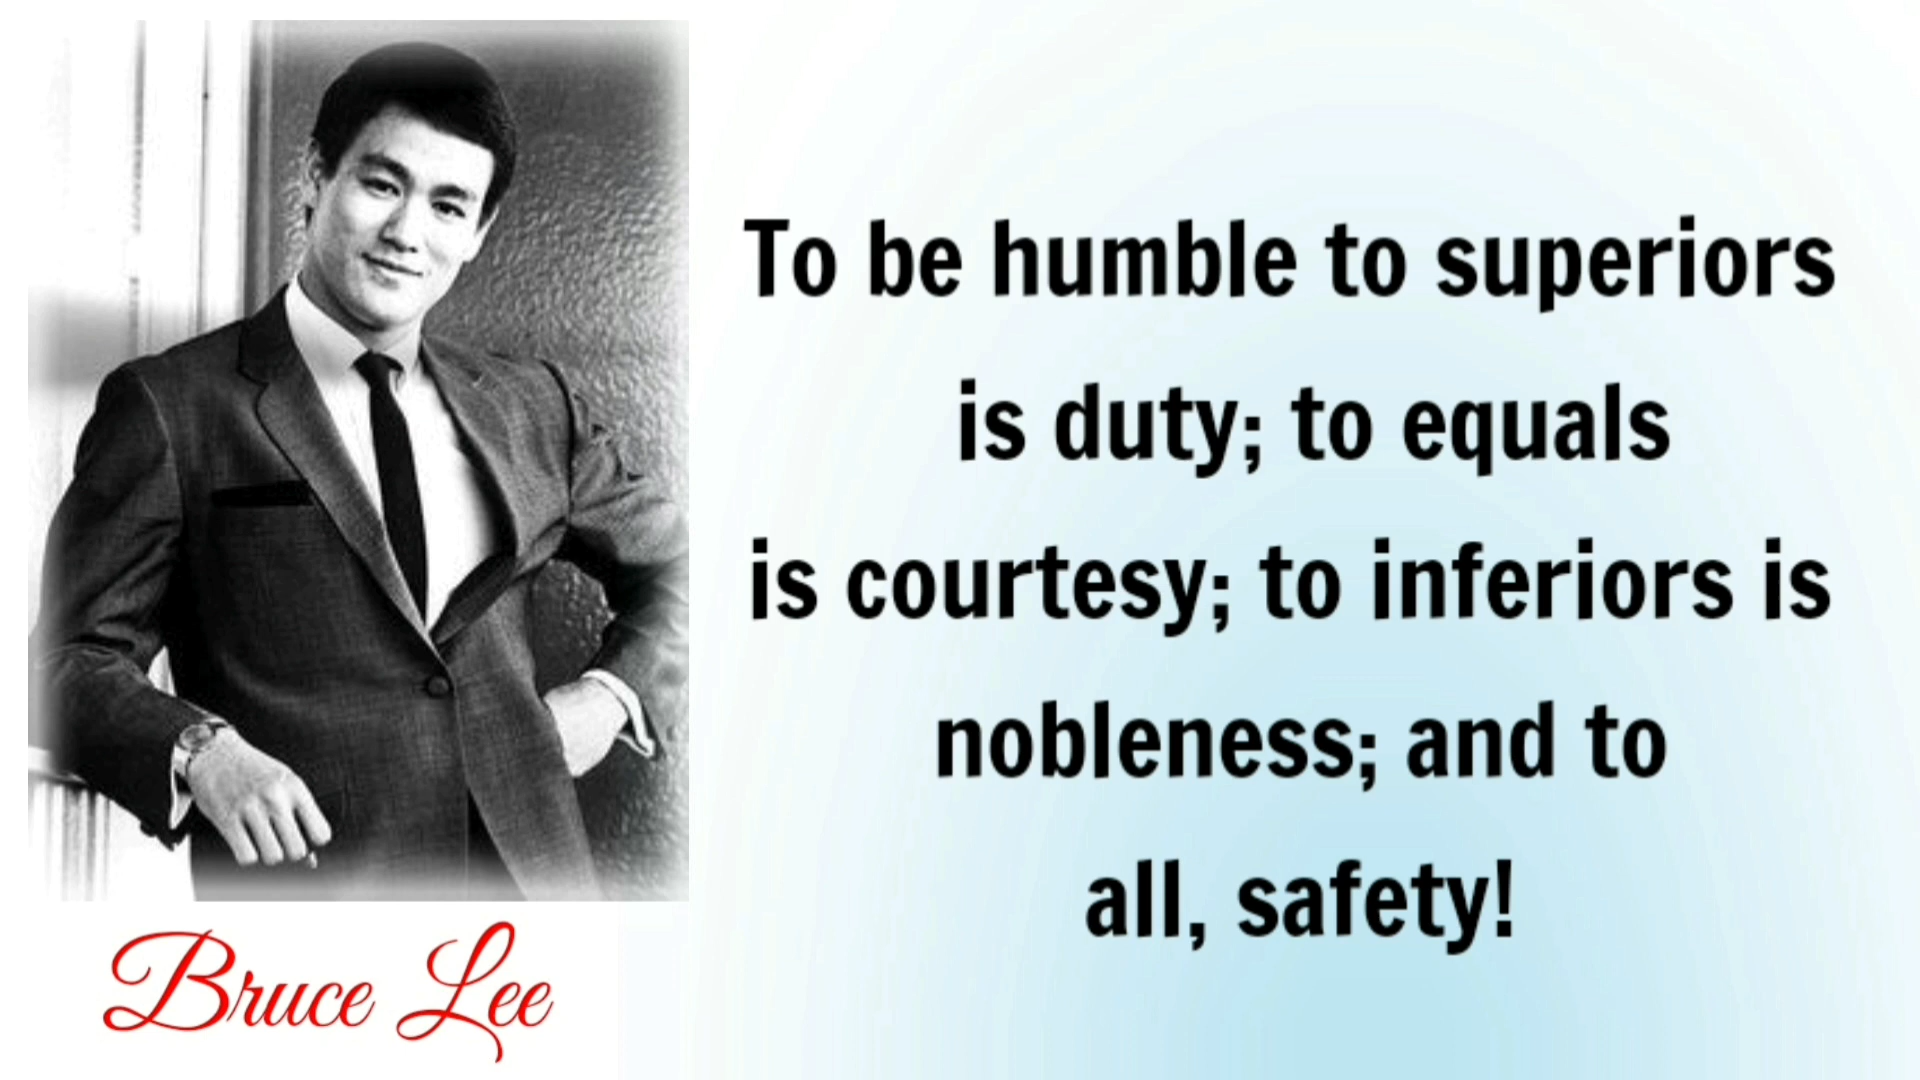 To be humble to superiors
is duty; to equals
is courtesy; to inferiors is
nobleness; and to
all, safety!
Bruce Lee